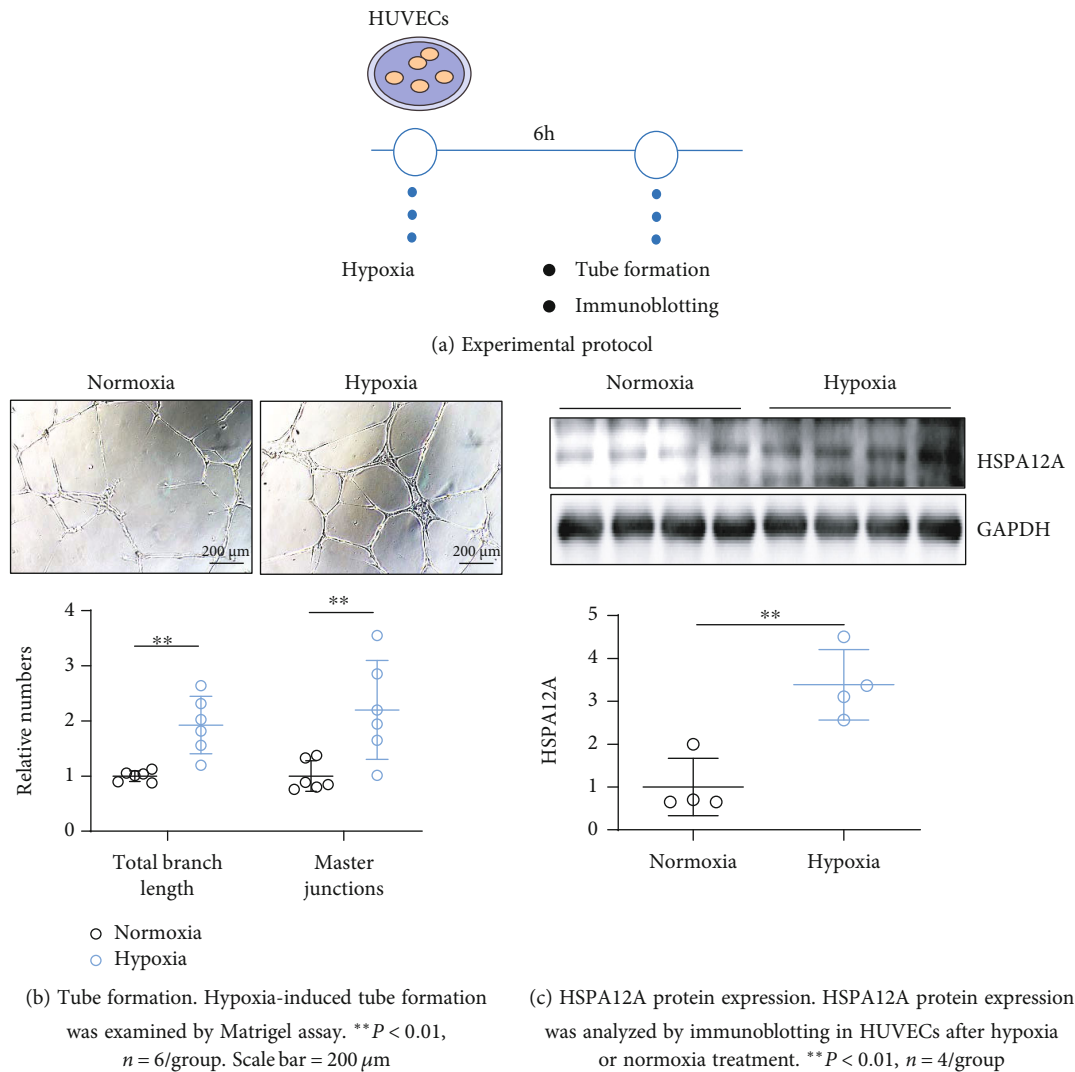 HUVECs
6h
Hypoxia
● Tube formation
● Immunoblotting
(a) Experimental protocol
Normoxia
Hypoxia
200 μm
200 μm
**
**
4
3
2
1
0
Relative numbers
Total branch
length
Master
junctions
Normoxia
Hypoxia
(b) Tube formation. Hypoxia-induced tube formation
was examined by Matrigel assay. **P < 0.01,
n = 6/group. Scale bar = 200 μm
Normoxia
Hypoxia
HSPA12A
GAPDH
**
5
4
3
2
1
0
HSPA12A
Normoxia
Hypoxia
(c) HSPA12A protein expression. HSPA12A protein expression
was analyzed by immunoblotting in HUVECs after hypoxia
or normoxia treatment. **P < 0.01, n = 4/group